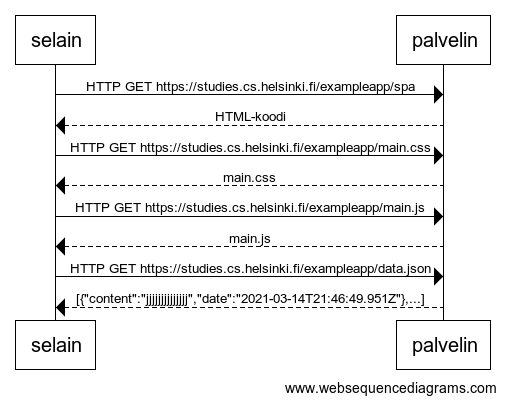 selain palvelin
HTTP GET https://studies.cs.helsinki.fi/exampleapp/spa
HTML-koodi
HTTP GET https://studies.cs.helsinki.fi/exampleapp/main.css
main.css
HTTP GET https://studies.cs.helsinki.fi/exampleapp/main.js
main.js
HTTP GET https://studies.cs.helsinki.fi/exampleapp/data.json
[{"content":"jjjjjjjjjjjjjj","date":"2021-03-14T21:46:49.951Z"},...]
selain palvelin
www.websequencediagrams.com